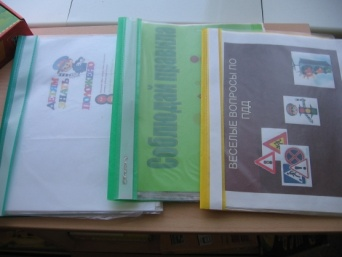 ДЕТЯМ
ЗНАТЬ
ПОЛОЖЕНО
Соблюдай правила
ВЕСЕЛЫЕ ВОПРОСЫ ПО
ПДД